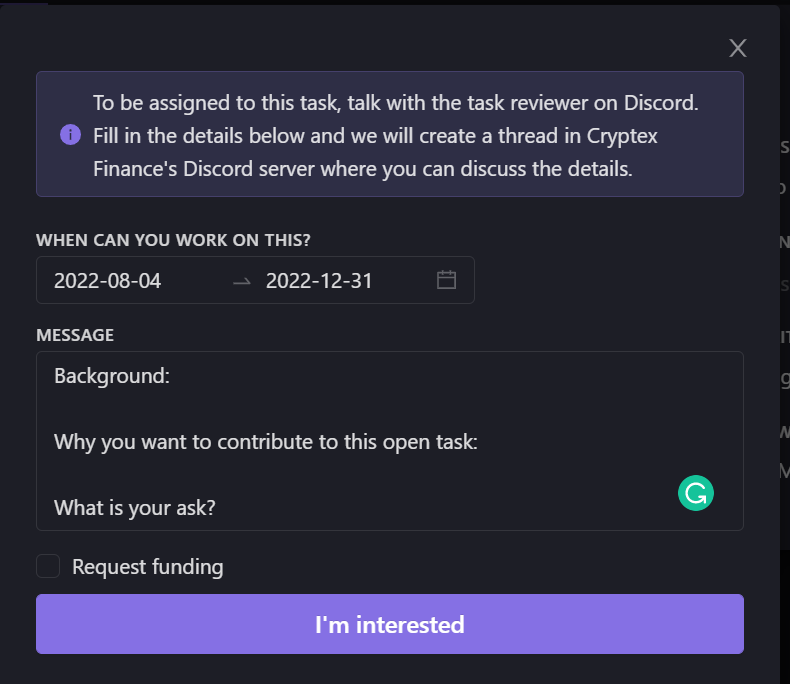 X
To be assigned to this task, talk with the task reviewer on Discord.
Fill in the details below and we will create a thread in Cryptex
Finance's Discord server where you can discuss the details.
WHEN CAN YOU WORK ON THIS?
2022-08-04 → 2022-12-31
MESSAGE
Background:
Why you want to contribute to this open task:
What is your ask?
Request funding
I'm interested